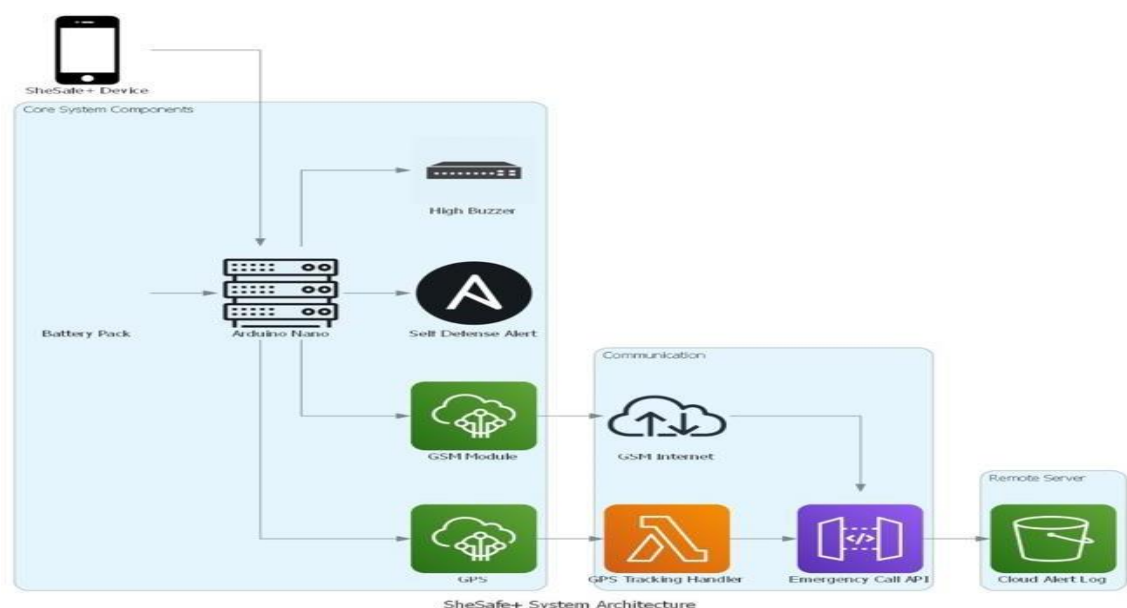 SheSafe+ Device
Core System Components
High Buzzer
Battery Pack
Arduino Nano
Self Defense Alert
Communication
GSM Module
GSM Internet
Remote Server
GPS
GPS Tracking Handler
Emergency Call API
Cloud Alert Log
SheSafe+ System Architecture